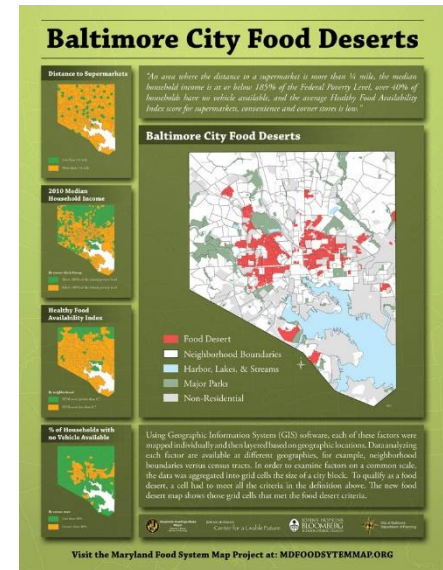 Baltimore City Food Deserts
Distance to Supermarkets
"An area where the distance to a supermarket is more than ¼ mile, the median
household income is at or below 185% of the Federal Poverty Level, over 40% of
households have no vehicle available, and the average Healthy Food Availability
Index score for supermarkets, convenience and corner stores is low."
Baltimore City Food Deserts
2010 Median
Household Income
Healthy Food
Availability Index
By neighborhood
% of Households with
no Vehicle Available
Food Desert
Neighborhood Boundaries
Harbor, Lakes, & Streams
Major Parks
Non-Residential
Using Geographic Information System (GIS) software, each of these factors were
mapped individually and then layered based on geographic locations. Data analyzing
each factor are available at different geographies, for example, neighborhood
boundaries versus census tracts. In order to examine factors on a common scale,
the data was aggregated into grid cells the size of a city block. To qualify as a food
desert, a cell had to meet all the criteria in the definition above. The new food
desert map shows those grid cells that met the food desert criteria.
Center for a Livable Future
BLOOMBERG
Visit the Maryland Food System Map Project at: MDFOODSYTEMMAP.ORG